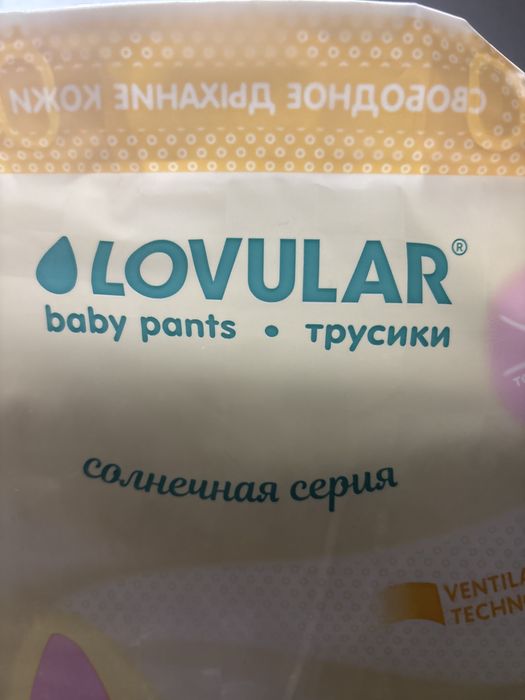 СВОБОДНОЕ ДЫХАНИЕ КОЖИ
LOVULAR®
baby pants • трусики
солнечная серия